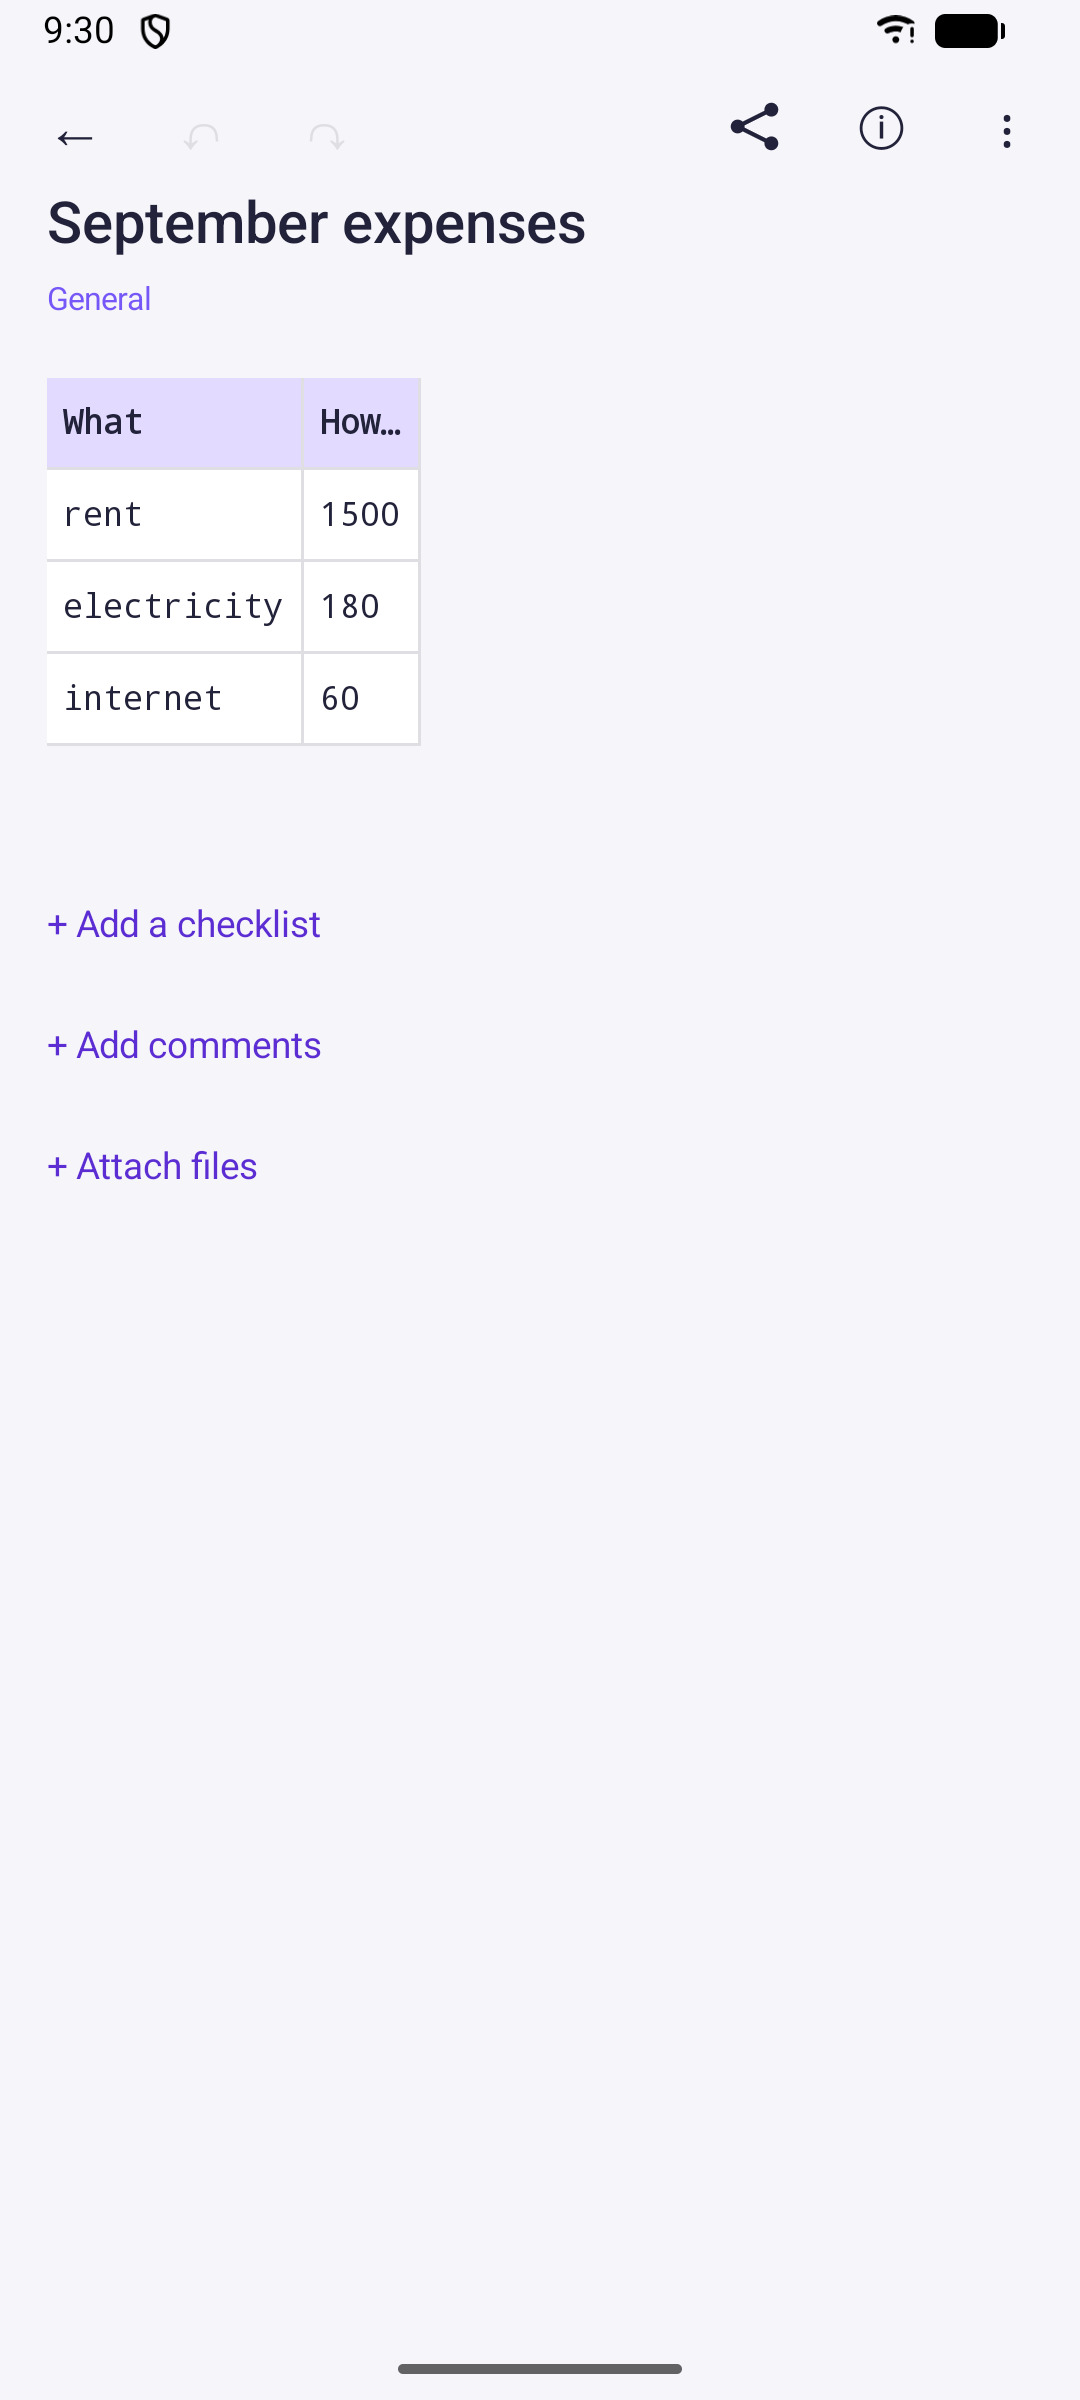 9:30
September expenses
General
What How…
rent 1500
electricity 180
internet 60
+ Add a checklist
+ Add comments
+ Attach files